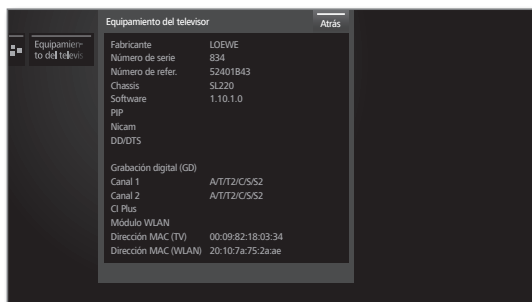 Equipamiento del televisor
Atrás
Equipamien-
to del televis
Fabricante LOEWE
Número de serie 834
Número de refer. 52401B43
Chassis SL220
Software 1.10.1.0
PIP
Nicam
DD/DTS
Grabación digital (GD)
Canal 1 A/T/T2/C/S/S2
Canal 2 A/T/T2/C/S/S2
CI Plus
Módulo WLAN
Dirección MAC (TV) 00:09:82:18:03:34
Dirección MAC (WLAN) 20:10:7a:75:2a:ae